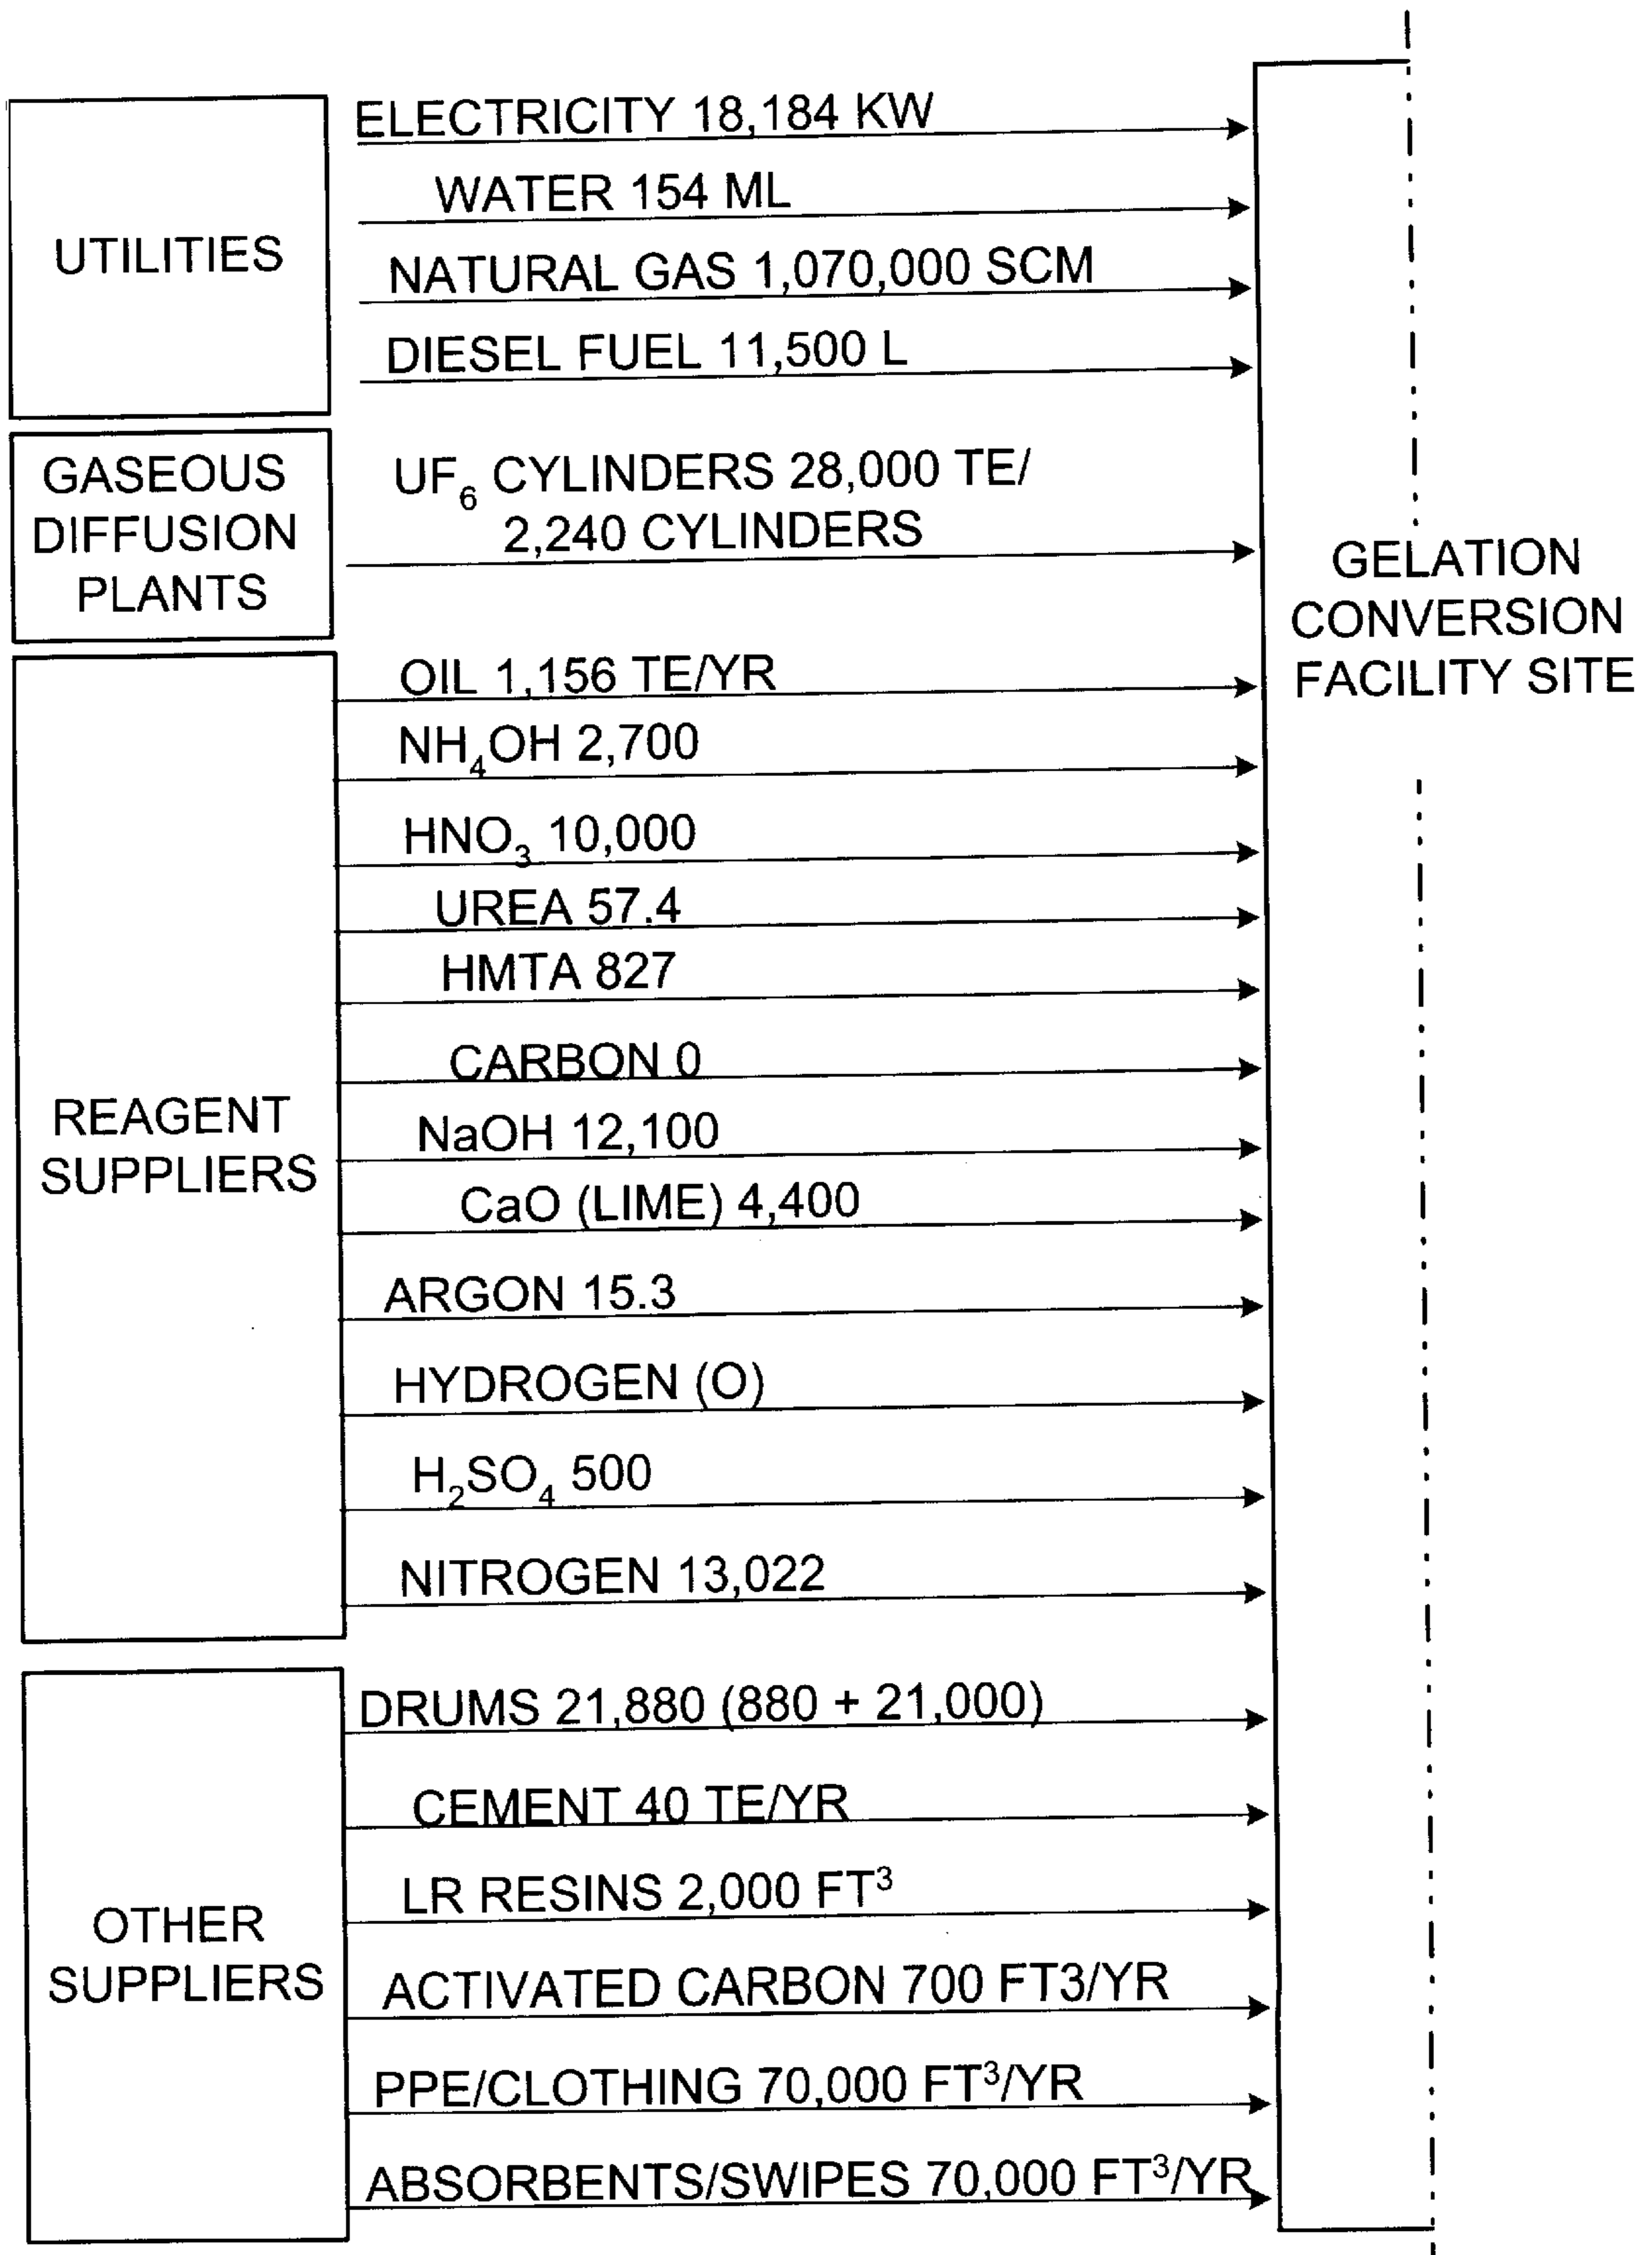 UTILITIES
ELECTRICITY 18,184 KW
WATER 154 ML
NATURAL GAS 1,070,000 SCM
DIESEL FUEL 11,500 L
GASEOUS
DIFFUSION
PLANTS
UF₆ CYLINDERS 28,000 TE/
2,240 CYLINDERS
REAGENT
SUPPLIERS
OIL 1,156 TE/YR
NH₄OH 2,700
HNO₃ 10,000
UREA 57.4
HMTA 827
CARBON 0
NaOH 12,100
CaO (LIME) 4,400
ARGON 15.3
HYDROGEN (O)
H₂SO₄ 500
NITROGEN 13,022
OTHER
SUPPLIERS
DRUMS 21,880 (880 + 21,000)
CEMENT 40 TE/YR
LR RESINS 2,000 FT³
ACTIVATED CARBON 700 FT3/YR
PPE/CLOTHING 70,000 FT³/YR
ABSORBENTS/SWIPES 70,000 FT³/YR
GELATION
CONVERSION
FACILITY SITE